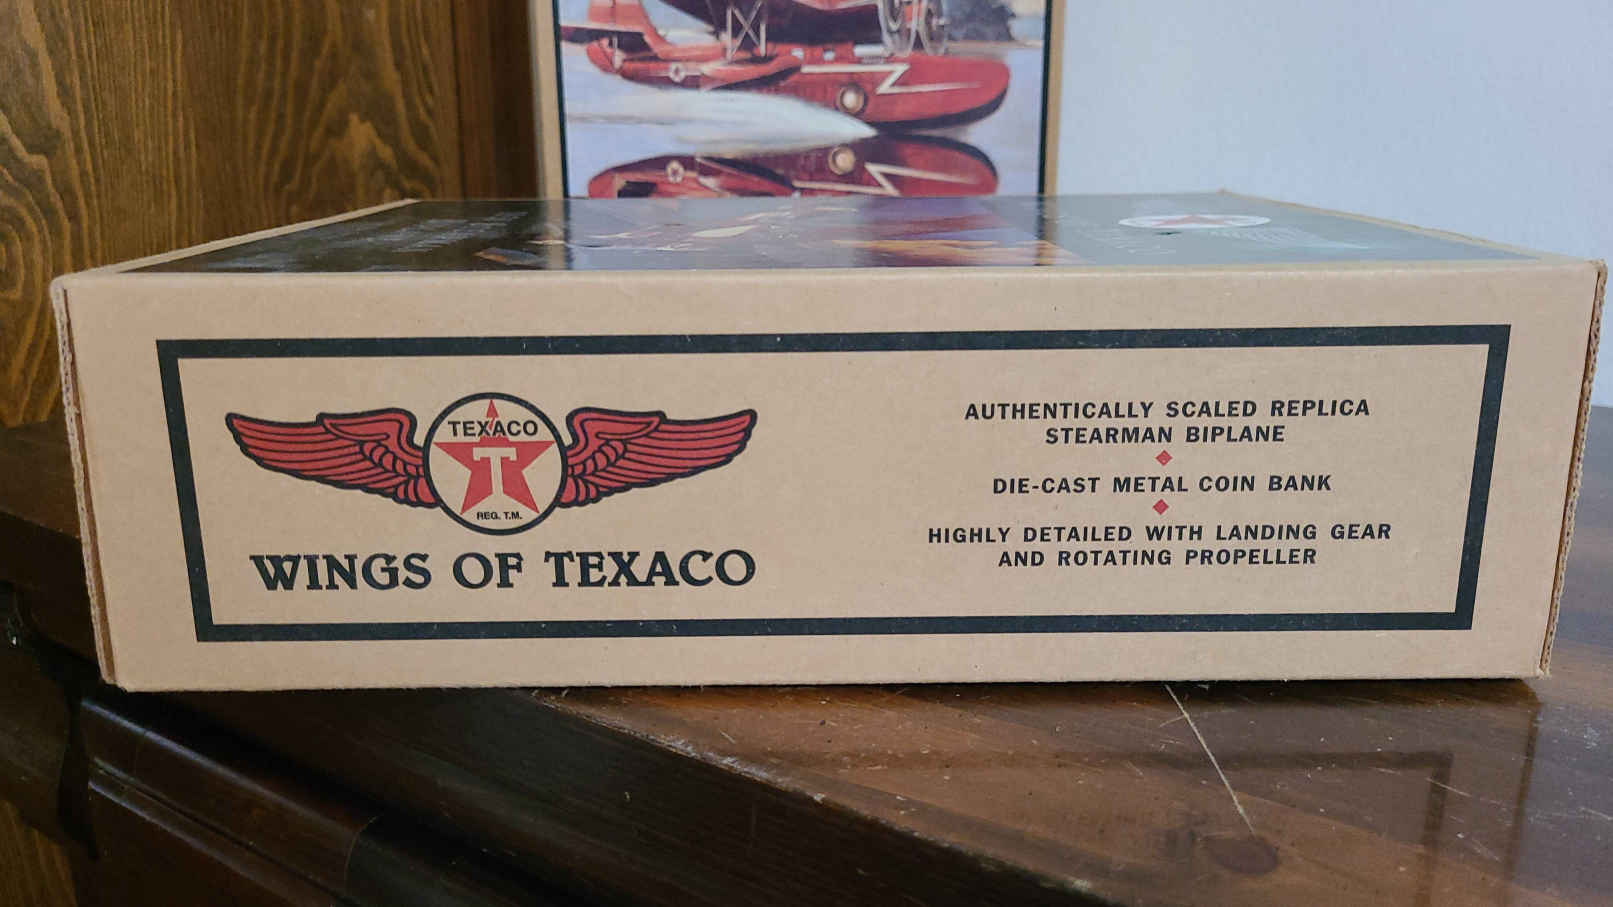 TEXACO
T
REG. T.M.
WINGS OF TEXACO
AUTHENTICALLY SCALED REPLICA
STEARMAN BIPLANE
DIE-CAST METAL COIN BANK
HIGHLY DETAILED WITH LANDING GEAR
AND ROTATING PROPELLER